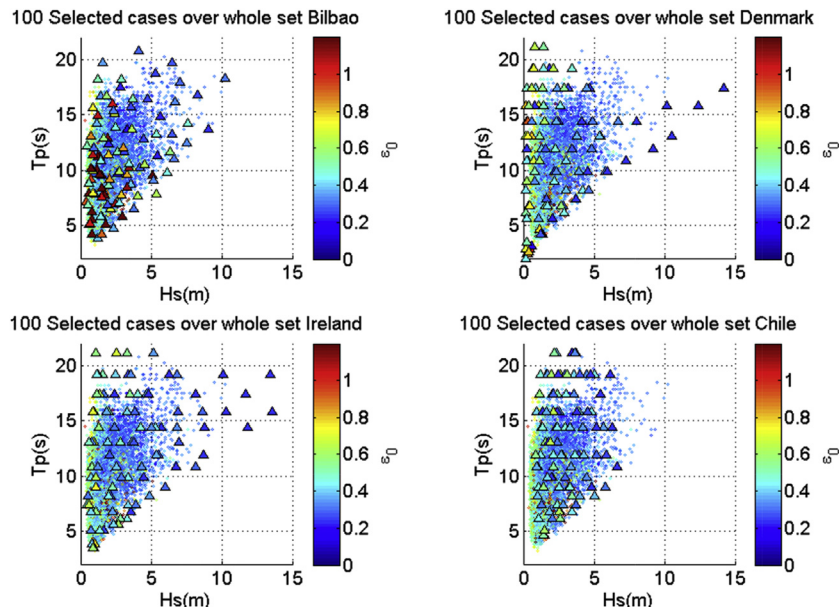 100 Selected cases over whole set Bilbao
20
15
10
5
Tp(s)
0 5 10 15
Hs(m)
1
0.8
0.6
0.4
0.2
0
ε0
100 Selected cases over whole set Denmark
20
15
10
5
Tp(s)
0 5 10 15
Hs(m)
1
0.8
0.6
0.4
0.2
0
ε0
100 Selected cases over whole set Ireland
20
15
10
5
Tp(s)
0 5 10 15
Hs(m)
1
0.8
0.6
0.4
0.2
0
ε0
100 Selected cases over whole set Chile
20
15
10
5
Tp(s)
0 5 10 15
Hs(m)
1
0.8
0.6
0.4
0.2
0
ε0